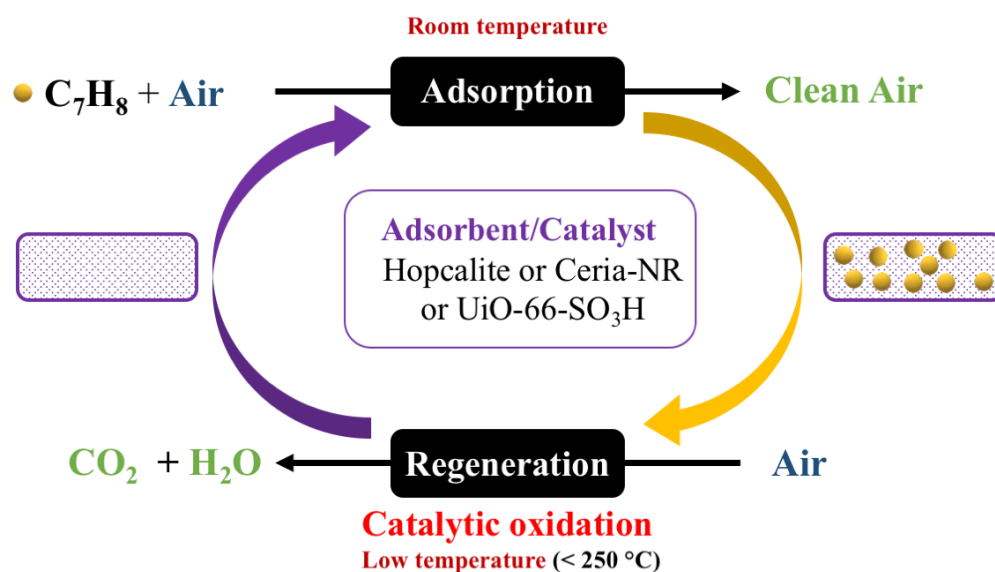 Room temperature
C₇H₈ + Air
Adsorption
Clean Air
Adsorbent/Catalyst
Hopcalite or Ceria-NR
or UiO-66-SO₃H
CO₂ + H₂O
Regeneration
Air
Catalytic oxidation
Low temperature (< 250 °C)